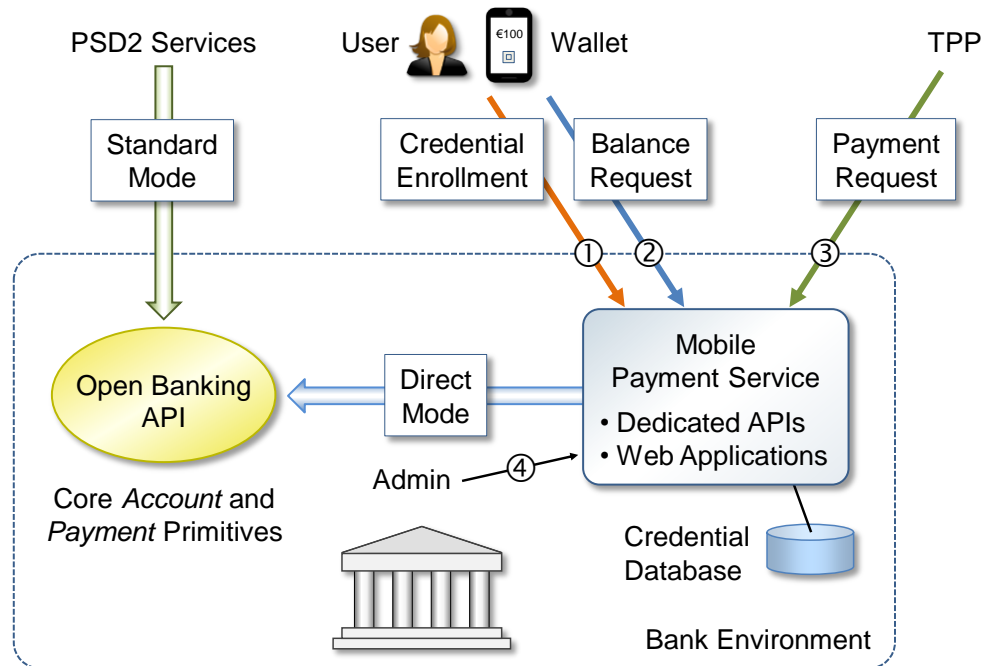 PSD2 Services
User
€100
Wallet
TPP
Standard
Mode
Credential
Enrollment
Balance
Request
Payment
Request
①
②
③
Open Banking
API
Direct
Mode
Mobile
Payment Service
• Dedicated APIs
• Web Applications
Admin
④
Core Account and
Payment Primitives
Credential
Database
Bank Environment